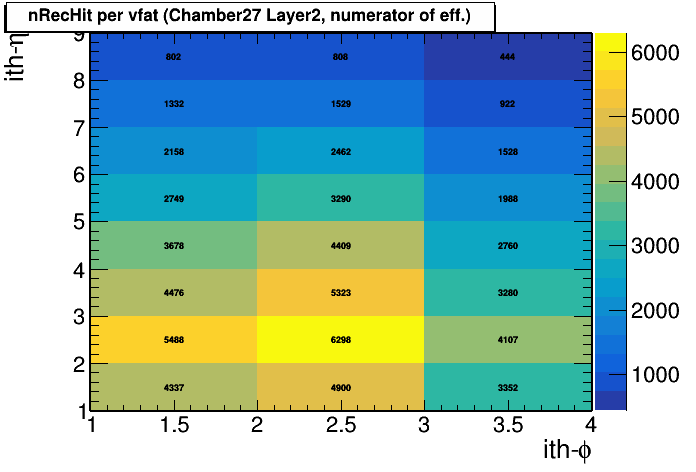 nRecHit per vfat (Chamber27 Layer2, numerator of eff.)
ith-η
9
8
7
6
5
4
3
2
1
802 808 444
1332 1529 922
2158 2462 1528
2749 3290 1988
3678 4409 2760
4476 5323 3280
5488 6298 4107
4337 4900 3352
1 1.5 2 2.5 3 3.5 4
ith-ϕ
6000
5000
4000
3000
2000
1000